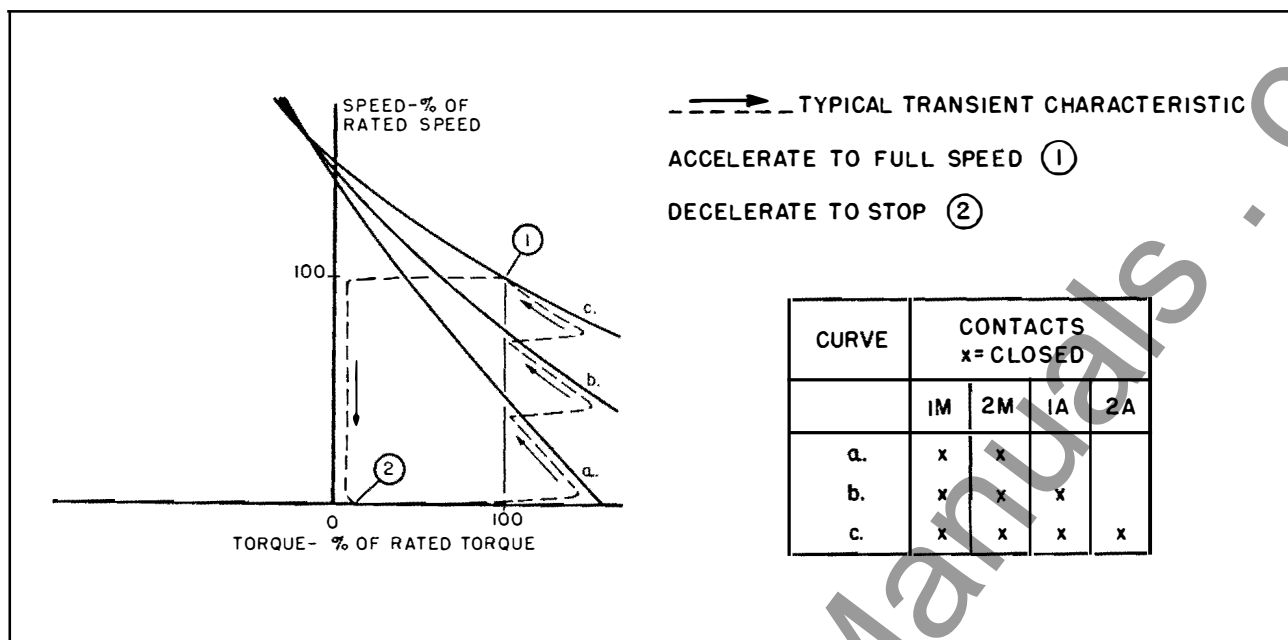 SPEED-% OF
RATED SPEED
TYPICAL TRANSIENT CHARACTERISTIC
ACCELERATE TO FULL SPEED 1
DECELERATE TO STOP 2
1
100
c.
b.
a.
2
0 100
TORQUE- % OF RATED TORQUE
CURVE CONTACTS
x=CLOSED
1M 2M 1A 2A
a. x x
b. x x x
c. x x x x
Manuals .